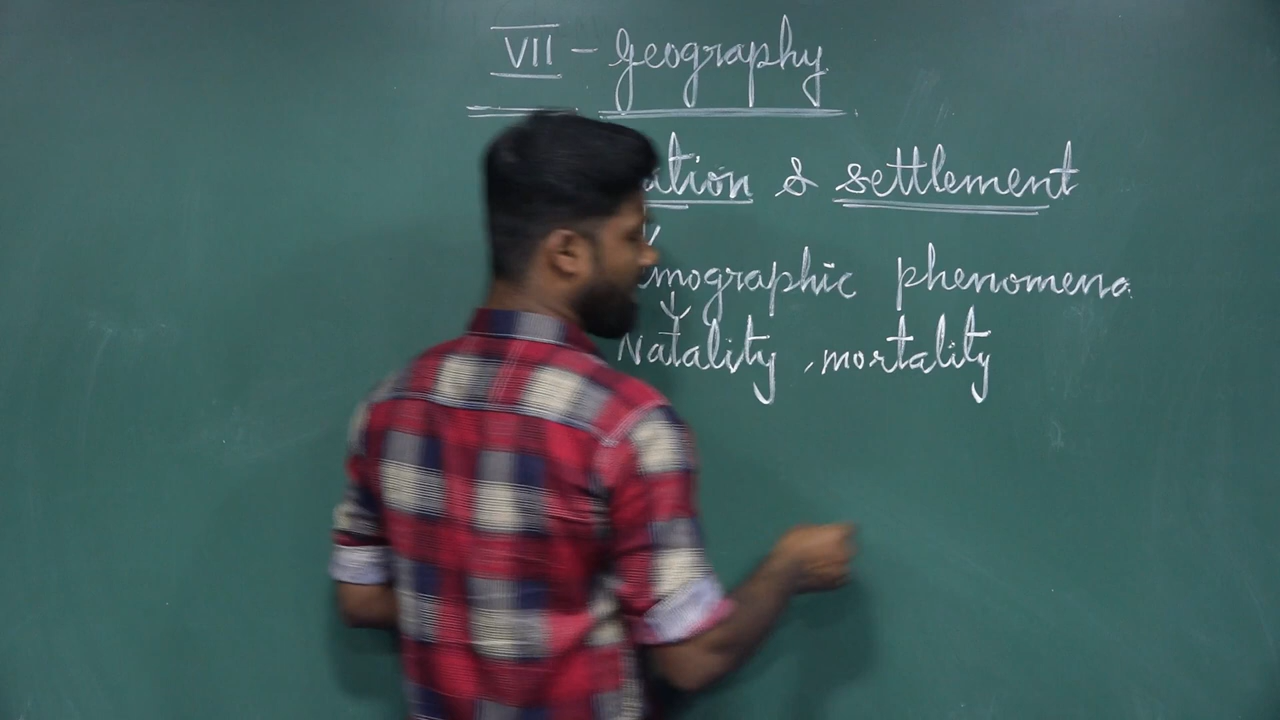 VII - Geography
ation & settlement
mographic phenomena
Natality, mortality